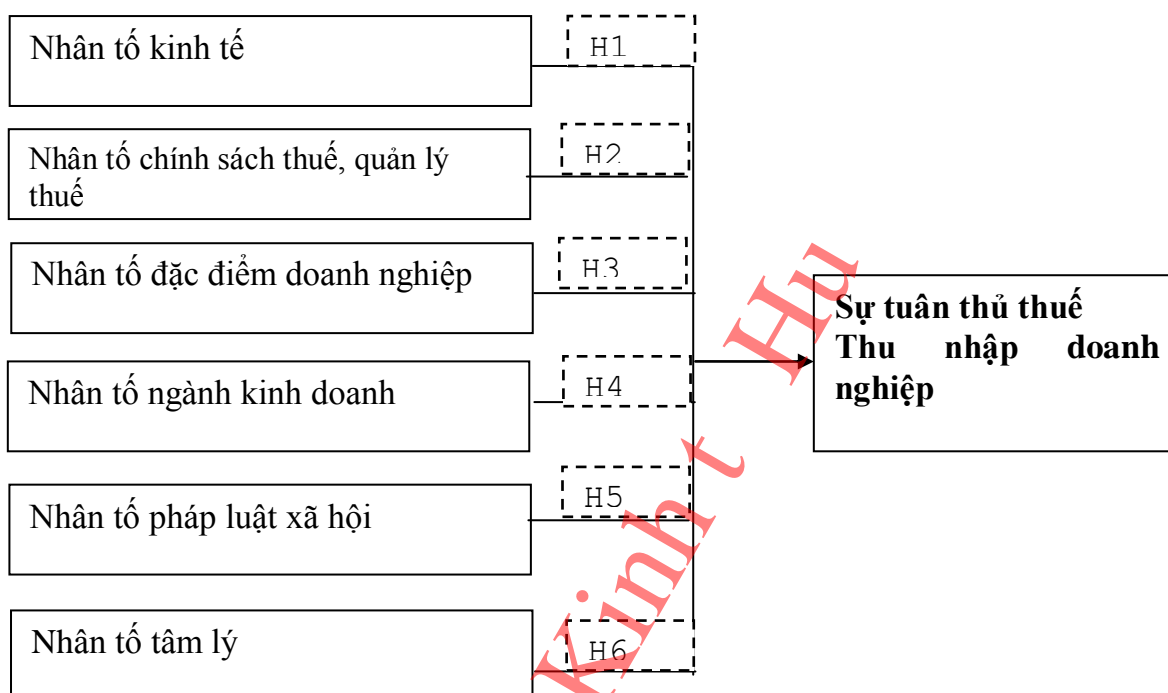 Nhân tố kinh tế
H1
Nhân tố chính sách thuế, quản lý
thuế
H2
Nhân tố đặc điểm doanh nghiệp
H3
Nhân tố ngành kinh doanh
H4
Nhân tố pháp luật xã hội
H5
Nhân tố tâm lý
H6
Sự tuân thủ thuế
Thu nhập doanh
nghiệp
Kinh t Hu